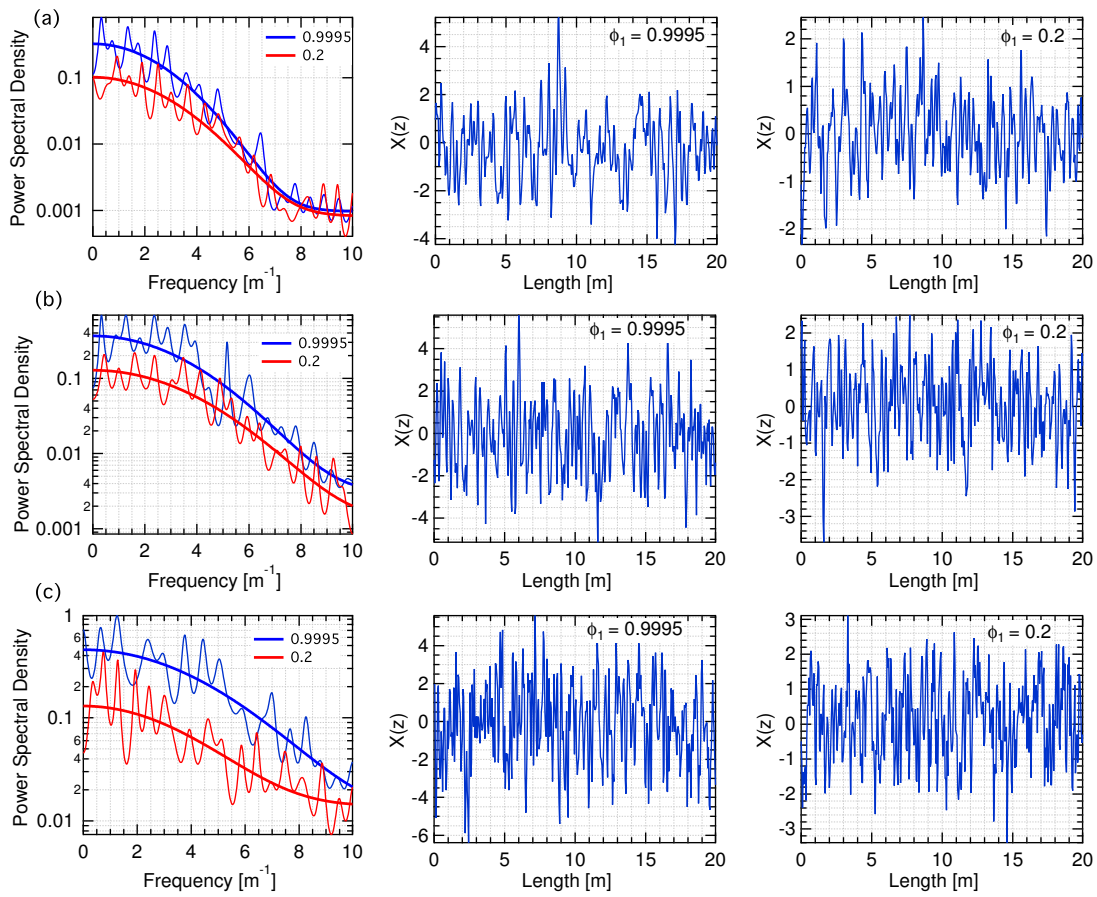 (a)
Power Spectral Density
0.1
0.01
0.001
0.9995
0.2
0 2 4 6 8 10
Frequency [m-1]
X(z)
4
2
0
-2
-4
ϕ1 = 0.9995
0 5 10 15 20
Length [m]
X(z)
2
1
0
-1
-2
ϕ1 = 0.2
0 5 10 15 20
Length [m]
(b)
Power Spectral Density
4
2
0.1
6
4
2
0.01
6
4
2
0.001
0.9995
0.2
0 2 4 6 8 10
Frequency [m-1]
X(z)
4
2
0
-2
-4
ϕ1 = 0.9995
0 5 10 15 20
Length [m]
X(z)
2
1
0
-1
-2
-3
ϕ1 = 0.2
0 5 10 15 20
Length [m]
(c)
Power Spectral Density
1
6
4
2
0.1
6
4
2
0.01
0.9995
0.2
0 2 4 6 8 10
Frequency [m-1]
X(z)
6
4
2
0
-2
-4
-6
ϕ1 = 0.9995
0 5 10 15 20
Length [m]
X(z)
3
2
1
0
-1
-2
-3
ϕ1 = 0.2
0 5 10 15 20
Length [m]